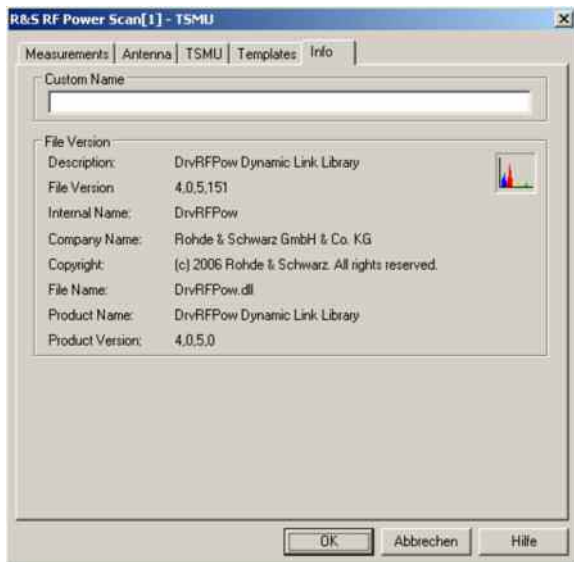 R&S RF Power Scan[1] - TSMU
Measurements Antenna TSMU Templates Info
Custom Name
File Version
Description: DrvRFPow Dynamic Link Library
File Version 4,0,5,151
Internal Name: DrvRFPow
Company Name: Rohde & Schwarz GmbH & Co. KG
Copyright: (c) 2006 Rohde & Schwarz. All rights reserved.
File Name: DrvRFPow.dll
Product Name: DrvRFPow Dynamic Link Library
Product Version: 4,0,5,0
OK Abbrechen Hilfe